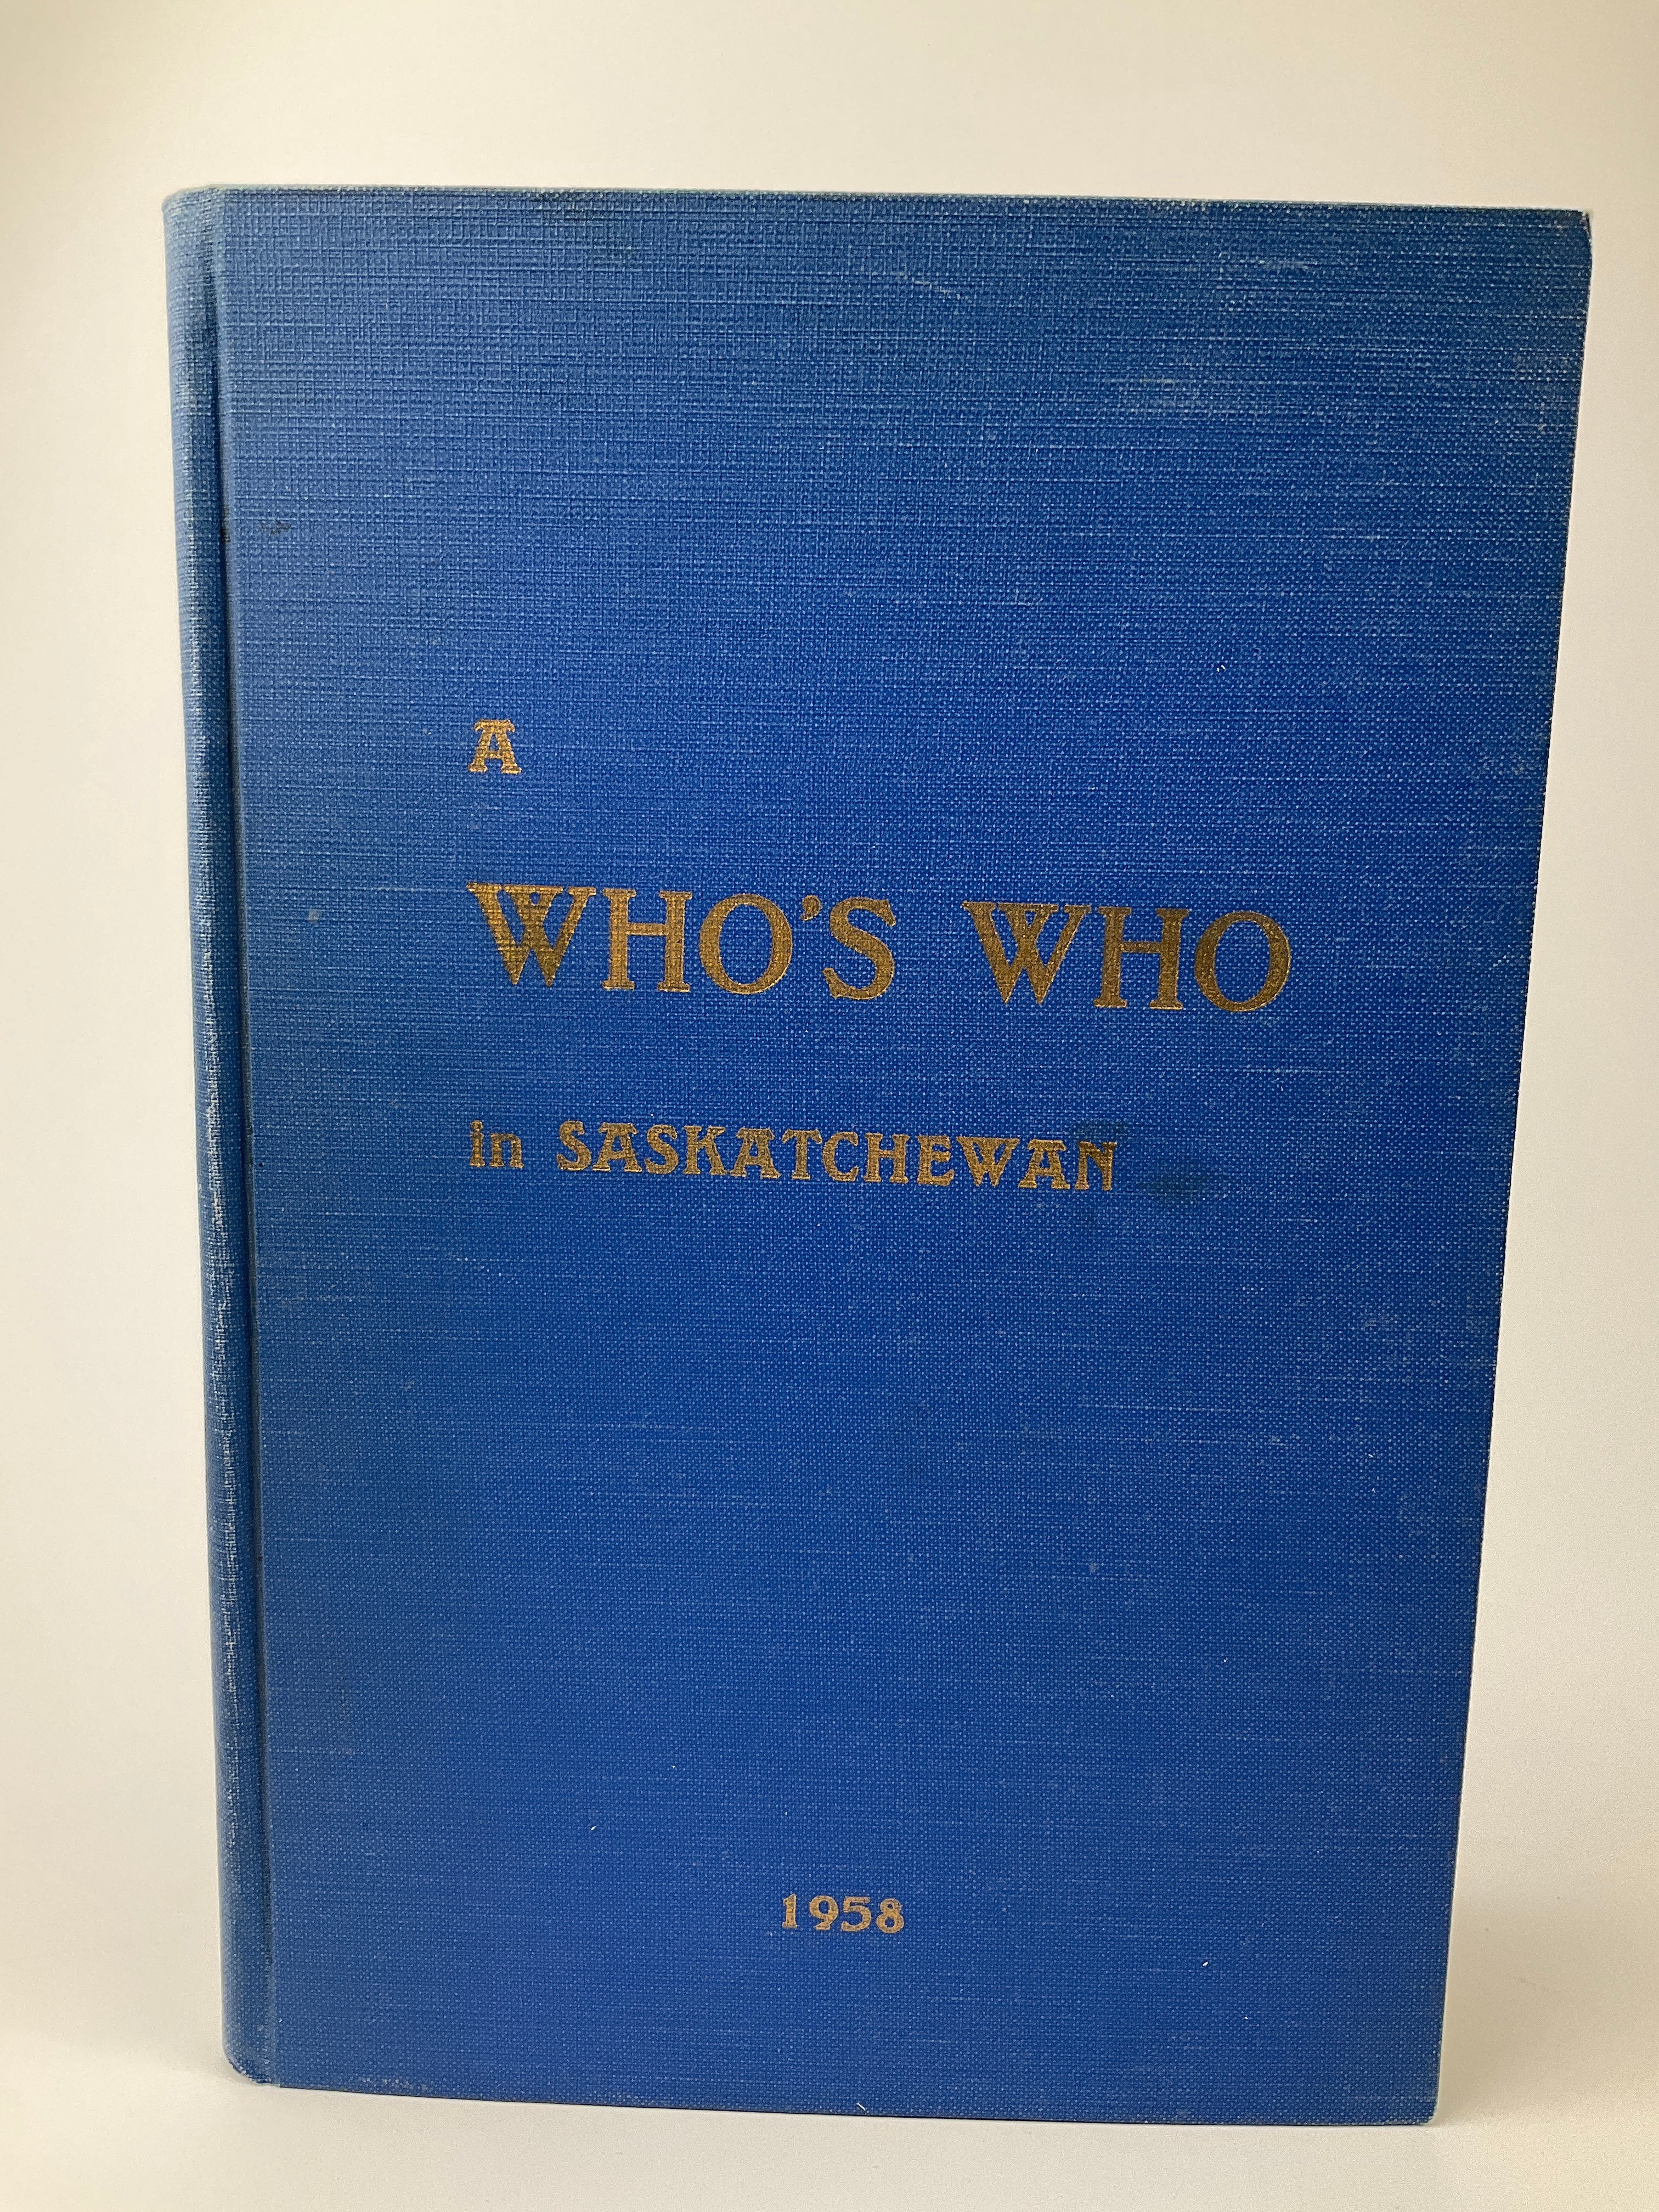 A
WHO'S WHO
in SASKATCHEWAN
1958